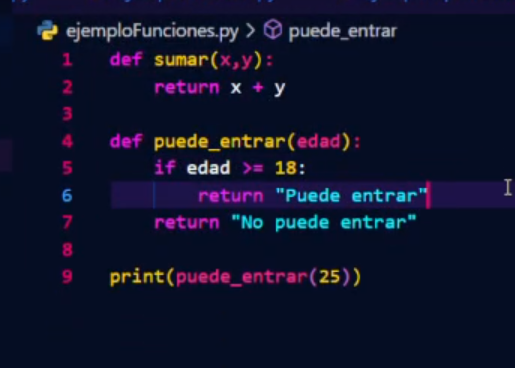 ejemploFunciones.py > puede_entrar
1 def sumar(x,y):
2     return x + y
3
4 def puede_entrar(edad):
5     if edad >= 18:
6         return "Puede entrar"
7     return "No puede entrar"
8
9 print(puede_entrar(25))